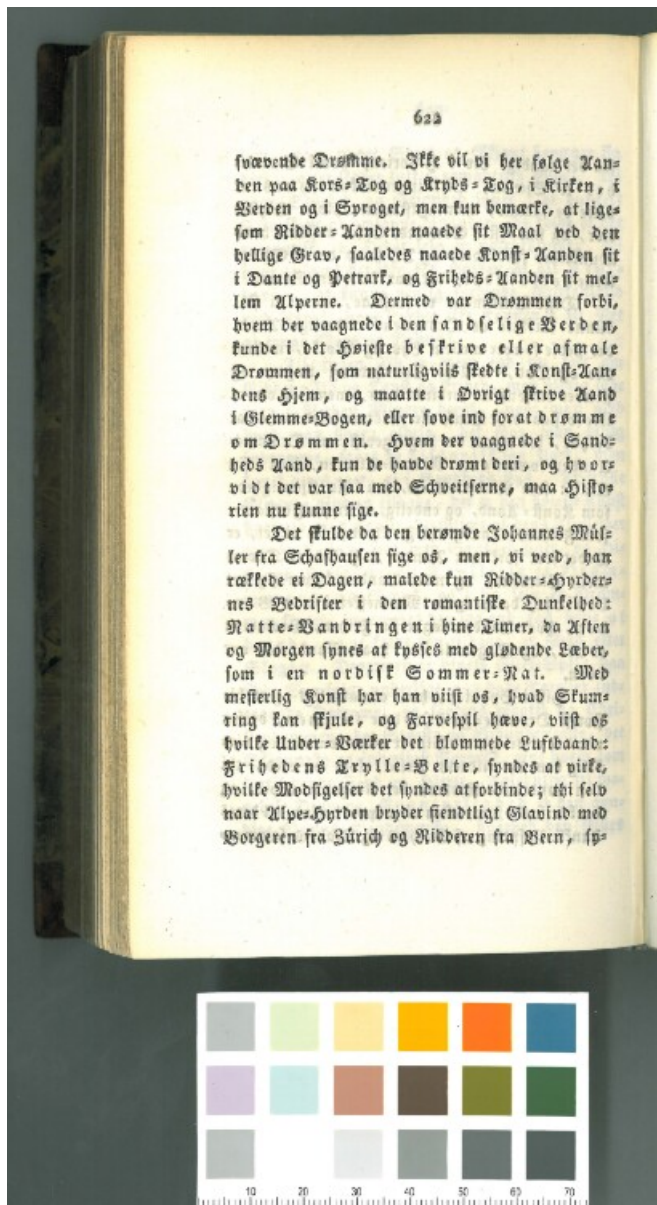 622
svævende Drømme. Ikke vil vi her følge Aan=
den paa Kors=Tog og Kryds=Tog, i Kirken, i
Verden og i Sproget, men kun bemærke, at lige=
som Ridder=Aanden naaede sit Maal ved den
hellige Grav, saaledes naaede Konst=Aanden sit
i Dante og Petrark, og Friheds=Aanden sit mel=
lem Alperne. Dermed var Drømmen forbi,
hvem der vaagnede i den sandselige Verden,
kunde i det Høieste beskrive eller afmale
Drømmen, som naturligviis skedte i Konst=Aan=
dens Hjem, og maatte i Øvrigt skrive Aand
i Glemme=Bogen, eller sove ind forat drømme
om Drømmen. Hvem der vaagnede i Sand=
heds Aand, kun de havde drømt deri, og hvor=
vidt det var saa med Schveitserne, maa Histo=
rien nu kunne sige.
Det skulde da den berømde Johannes Mül=
ler fra Schafhausen sige os, men, vi veed, han
rækkede ei Dagen, malede kun Ridder=Hyrder=
nes Bedrifter i den romantiske Dunkelhed:
Natte=Vandringen i hine Timer, da Aften
og Morgen synes at kysses med glødende Læber,
som i en nordisk Sommer=Nat. Med
mesterlig Konst har han viist os, hvad Skum=
ring kan skjule, og Farvespil hæve, viist os
hvilke Under=Værker det blommede Luftbaand:
Frihedens Trylle=Belte, syndes at virke,
hvilke Modsigelser det syndes at forbinde; thi selv
naar Alpe=Hyrden bryder fiendtligt Glavind med
Borgeren fra Zürich og Ridderen fra Bern, sy=
10 20 30 40 50 60 70